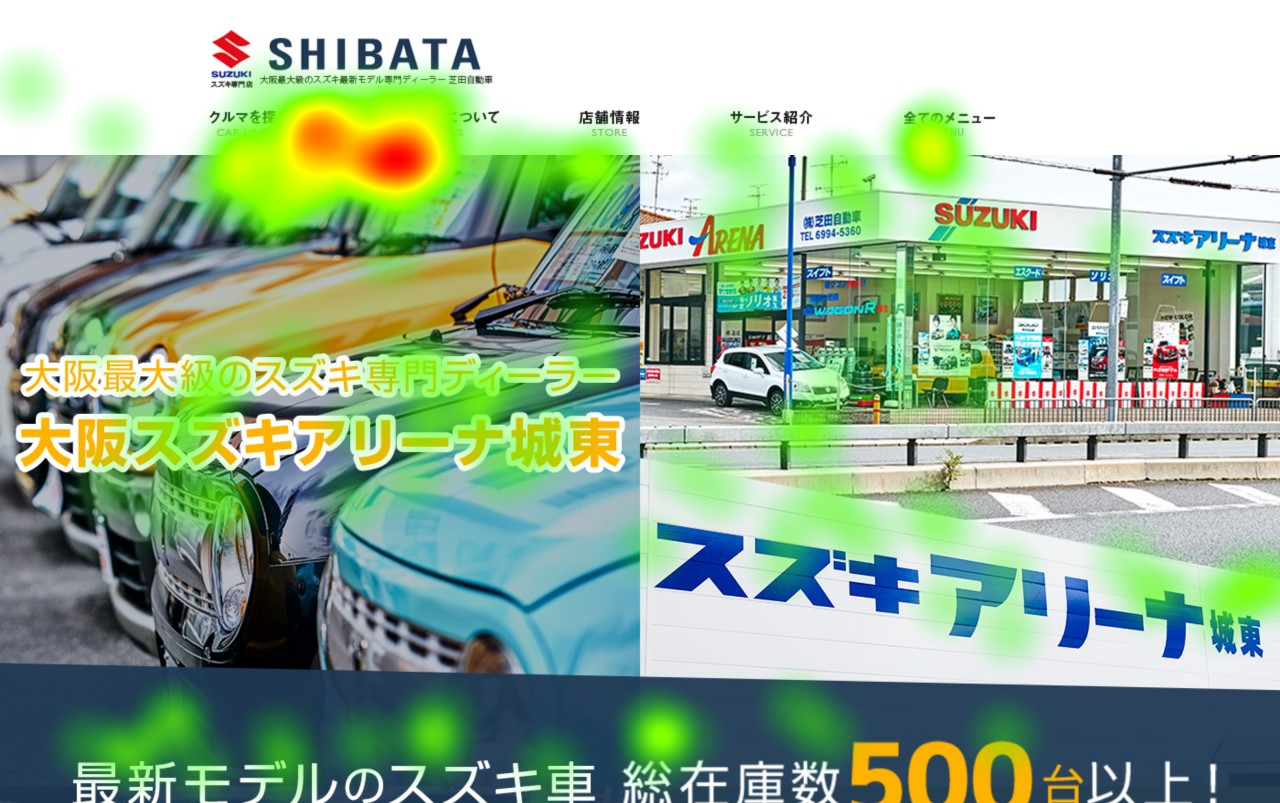 SHIBATA
SUZUKI
スズキ専門店
大阪最大級のスズキ最新モデル専門ディーラー 芝田自動車
クルマを探
について
店舗情報
サービス紹介
全てのメニュー
CAR
STORE
SERVICE
㈱芝田自動車
TEL 6994-5360
SUZUKI
ZUKI ARENA
スズキアリーナ城東
スイフト
エスクード
ソリオ
スイフト
WAGONR
NEW COLOR
大阪最大級のスズキ専門ディーラー
大阪スズキアリーナ城東
スズキアリーナ城東
最新モデルのスズキ車 総在庫数500台以上!